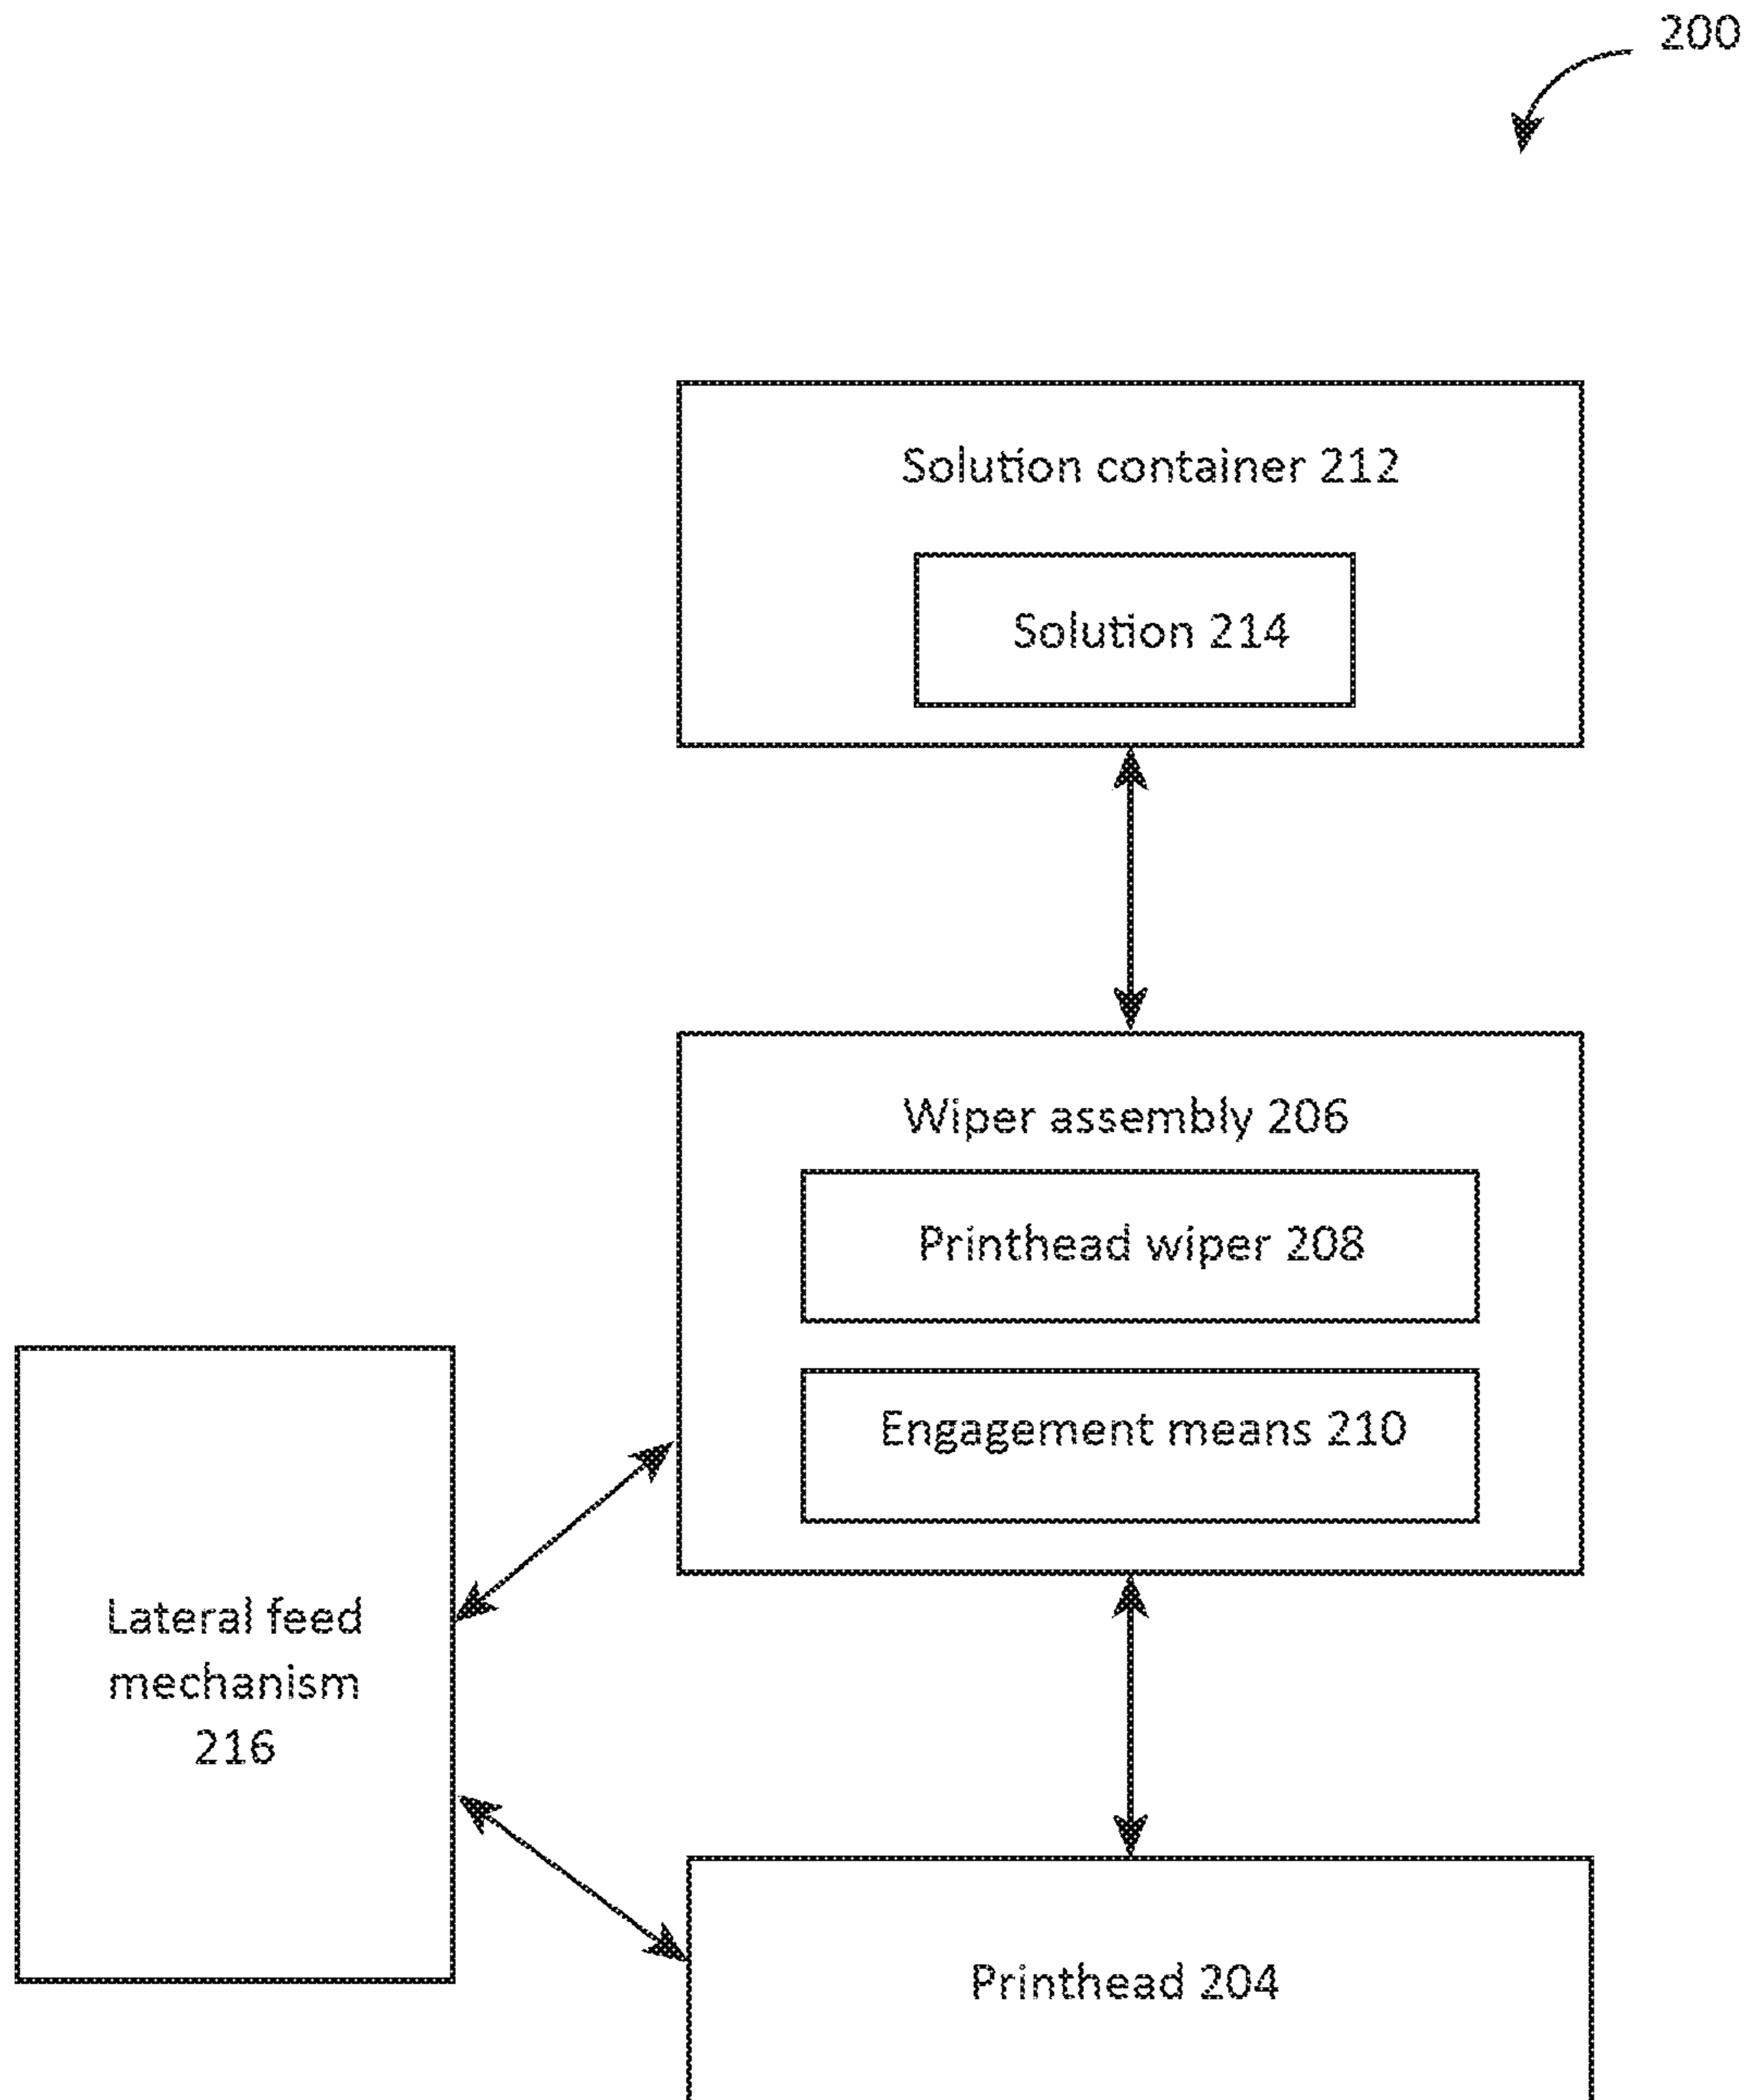 200
Solution container 212
Solution 214
Wiper assembly 206
Printhead wiper 208
Engagement means 210
Lateral feed
mechanism
216
Printhead 204